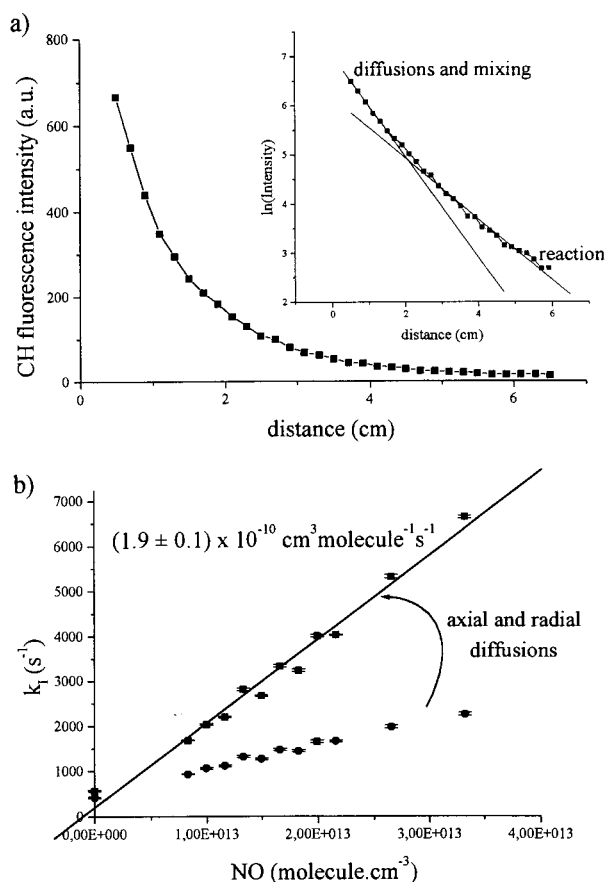 a)
800
600
400
200
0
CH fluorescence intensity (a.u.)
0
2
4
6
distance (cm)
7
6
5
4
3
2
ln(Intensity)
0
2
4
6
distance (cm)
diffusions and mixing
reaction
b)
7000
6000
5000
4000
3000
2000
1000
0
k_I (s⁻¹)
(1.9 ± 0.1) x 10⁻¹⁰ cm³molecule⁻¹s⁻¹
axial and radial
diffusions
0,00E+000
1,00E+013
2,00E+013
3,00E+013
4,00E+013
NO (molecule.cm⁻³)